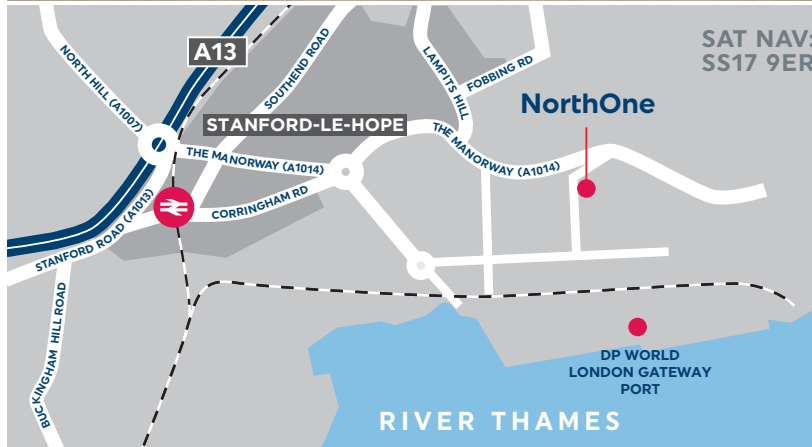 SAT NAV:
SS17 9ER
A13
NORTH HILL (A1007)
SOUTHEND ROAD
LAMPITS HILL
FOBBING RD
NorthOne
STANFORD-LE-HOPE
THE MANORWAY (A1014)
THE MANORWAY (A1014)
CORRINGHAM RD
STANFORD ROAD (A1013)
BUCKINGHAM HILL ROAD
DP WORLD
LONDON GATEWAY
PORT
RIVER THAMES